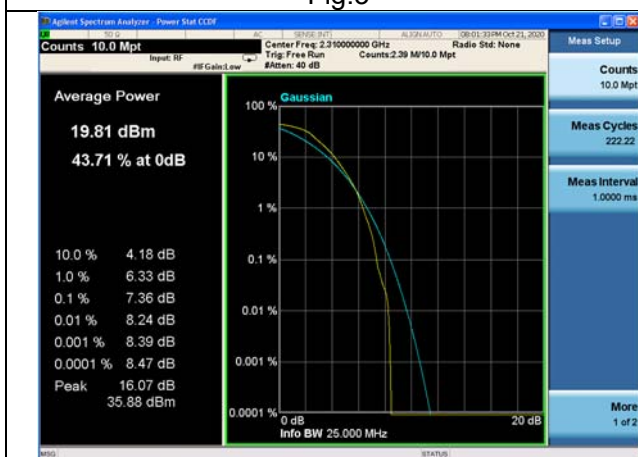 Fig.3
Agilent Spectrum Analyzer - Power Stat CCDF
50 Ω AC SENSE:INT ALIGNAUTO 08:01:33PM Oct 21, 2020
Counts 10.0 Mpt
Center Freq: 2.310000000 GHz Radio Std: None
Input: RF Trig: Free Run Counts:2.39 M/10.0 Mpt
#IFGain:Low #Atten: 40 dB
Meas Setup
Counts
10.0 Mpt
Meas Cycles
222.22
Meas Interval
1.0000 ms
More
1 of 2
Average Power
19.81 dBm
43.71 % at 0dB
10.0 % 4.18 dB
1.0 % 6.33 dB
0.1 % 7.36 dB
0.01 % 8.24 dB
0.001 % 8.39 dB
0.0001 % 8.47 dB
Peak 16.07 dB
35.88 dBm
Gaussian
100 %
10 %
1 %
0.1 %
0.01 %
0.001 %
0.0001 %
0 dB 20 dB
Info BW 25.000 MHz
MSG STATUS